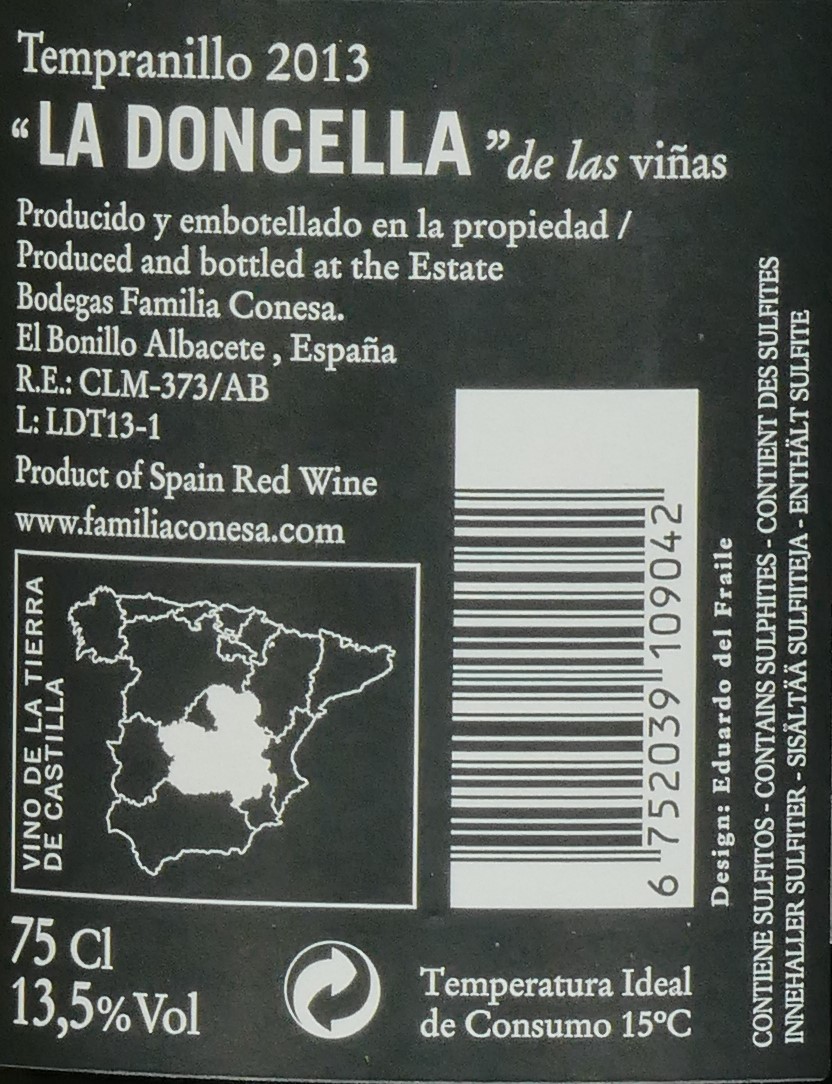 Tempranillo 2013
“LA DONCELLA” de las viñas
Producido y embotellado en la propiedad /
Produced and bottled at the Estate
Bodegas Familia Conesa.
El Bonillo Albacete , España
R.E.: CLM-373/AB
L: LDT13-1
Product of Spain Red Wine
www.familiaconesa.com
VINO DE LA TIERRA
DE CASTILLA
6 752039 109042
Design: Eduardo del Fraile
CONTIENE SULFITOS - CONTAINS SULPHITES - CONTIENT DES SULFITES
INNEHALLER SULFITER - SISÄLTÄÄ SULFIITEJA - ENTHÄLT SULFITE
75 Cl
13,5% Vol
Temperatura Ideal
de Consumo 15ºC